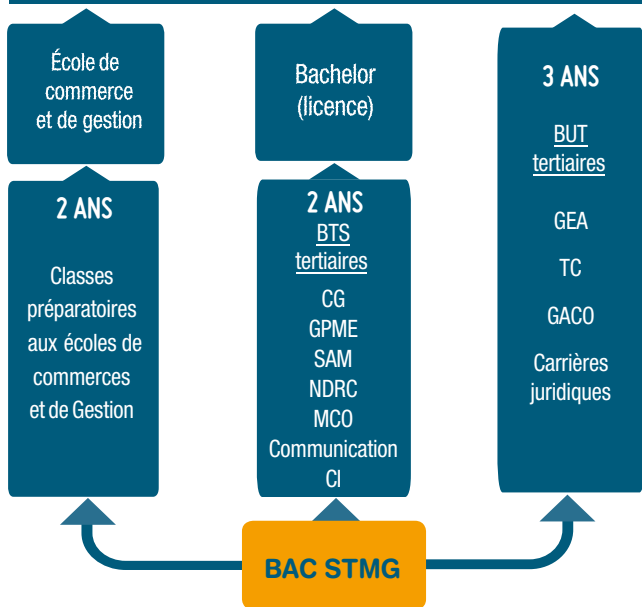 École de
commerce
et de gestion
2 ANS
Classes
préparatoires
aux écoles de
commerces
et de Gestion
Bachelor
(licence)
2 ANS
BTS
tertiaires
CG
GPME
SAM
NDRC
MCO
Communication
CI
3 ANS
BUT
tertiaires
GEA
TC
GACO
Carrières
juridiques
BAC STMG